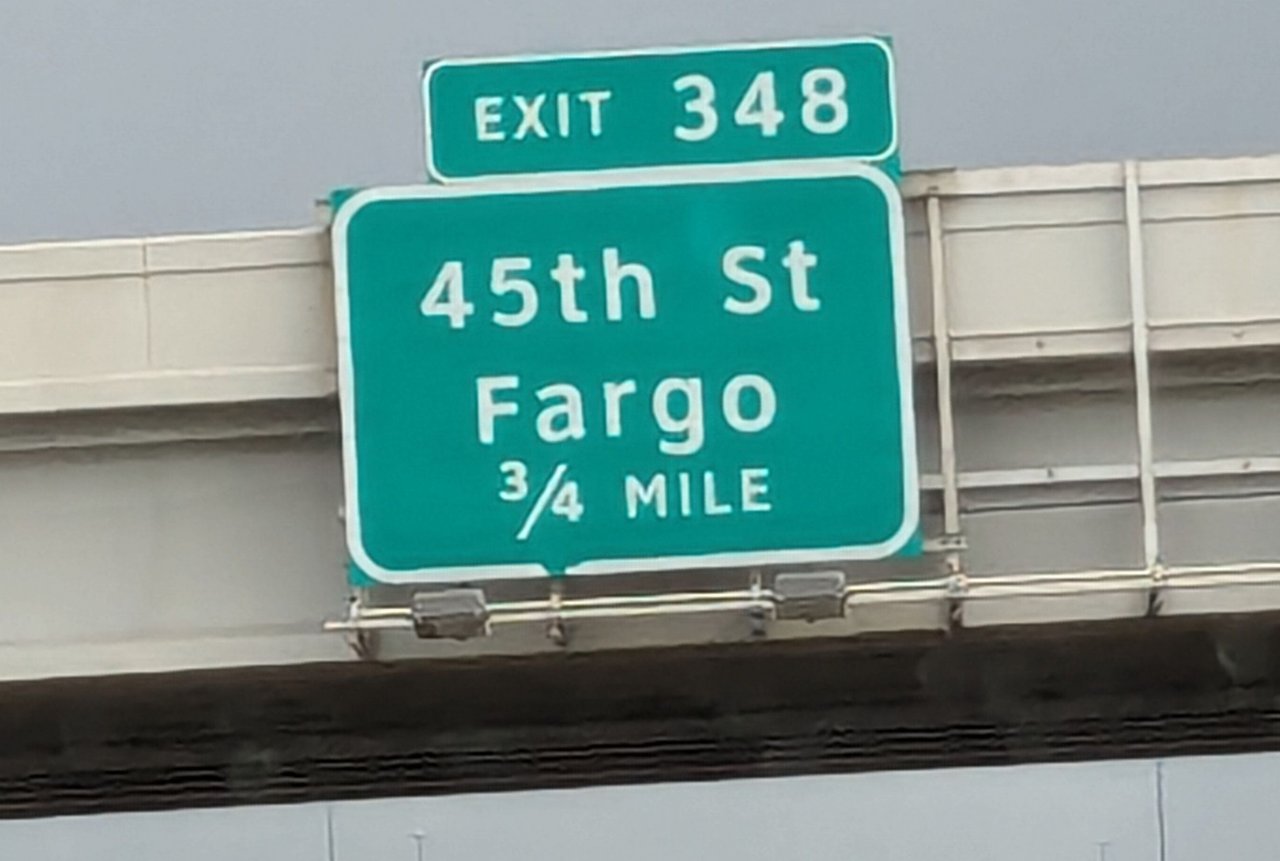 EXIT 348
45th St
Fargo
3/4 MILE